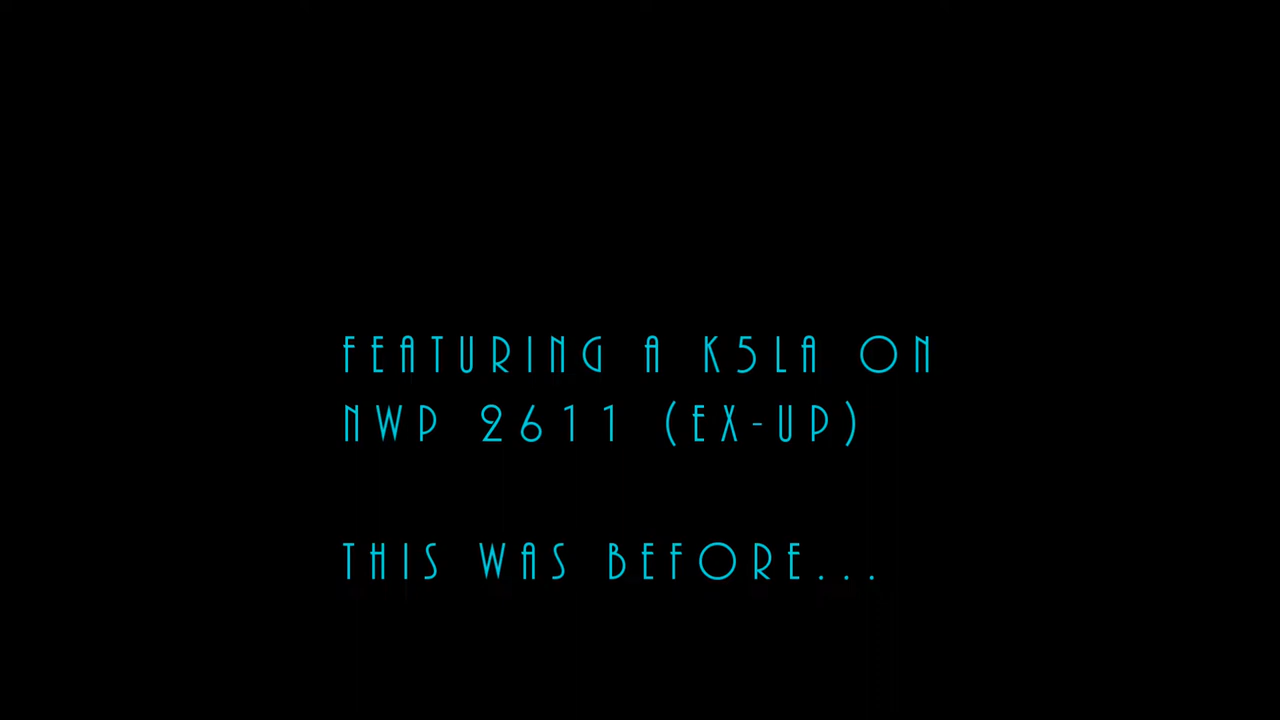 FEATURING A K5LA ON
NWP 2611 (EX-UP)
THIS WAS BEFORE...